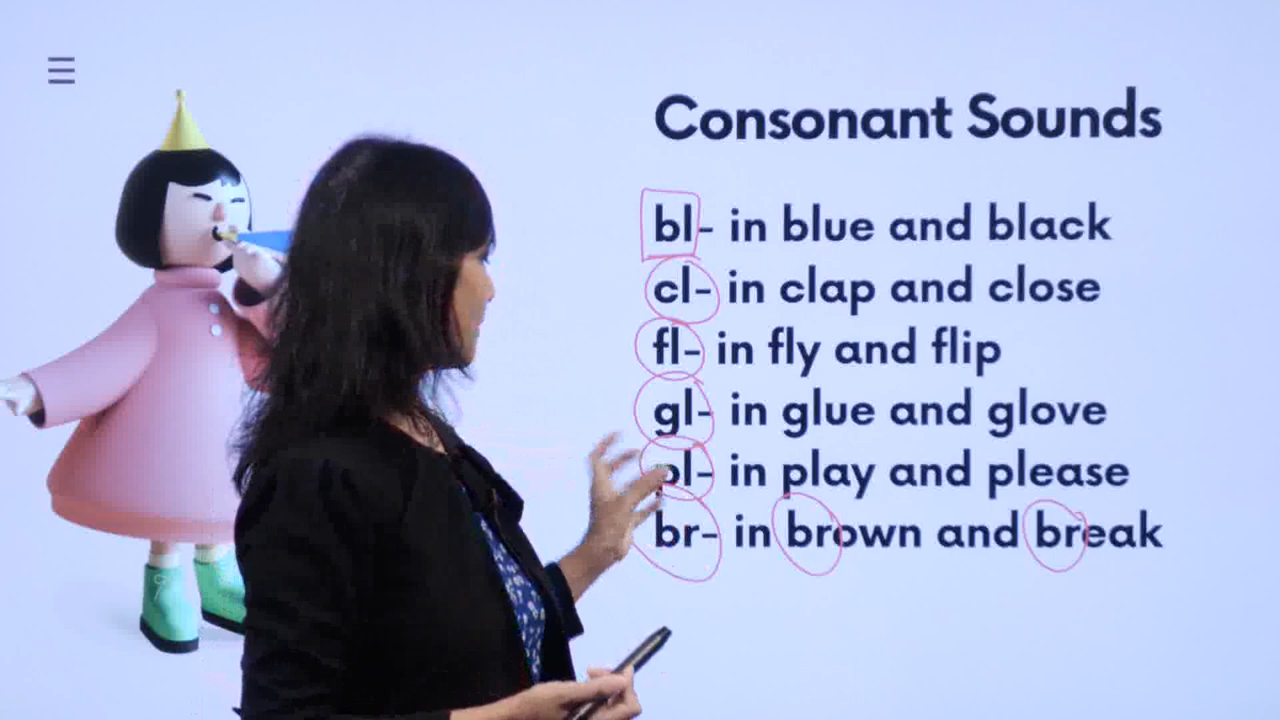 Consonant Sounds
bl- in blue and black
cl- in clap and close
fl- in fly and flip
gl- in glue and glove
pl- in play and please
br- in brown and break